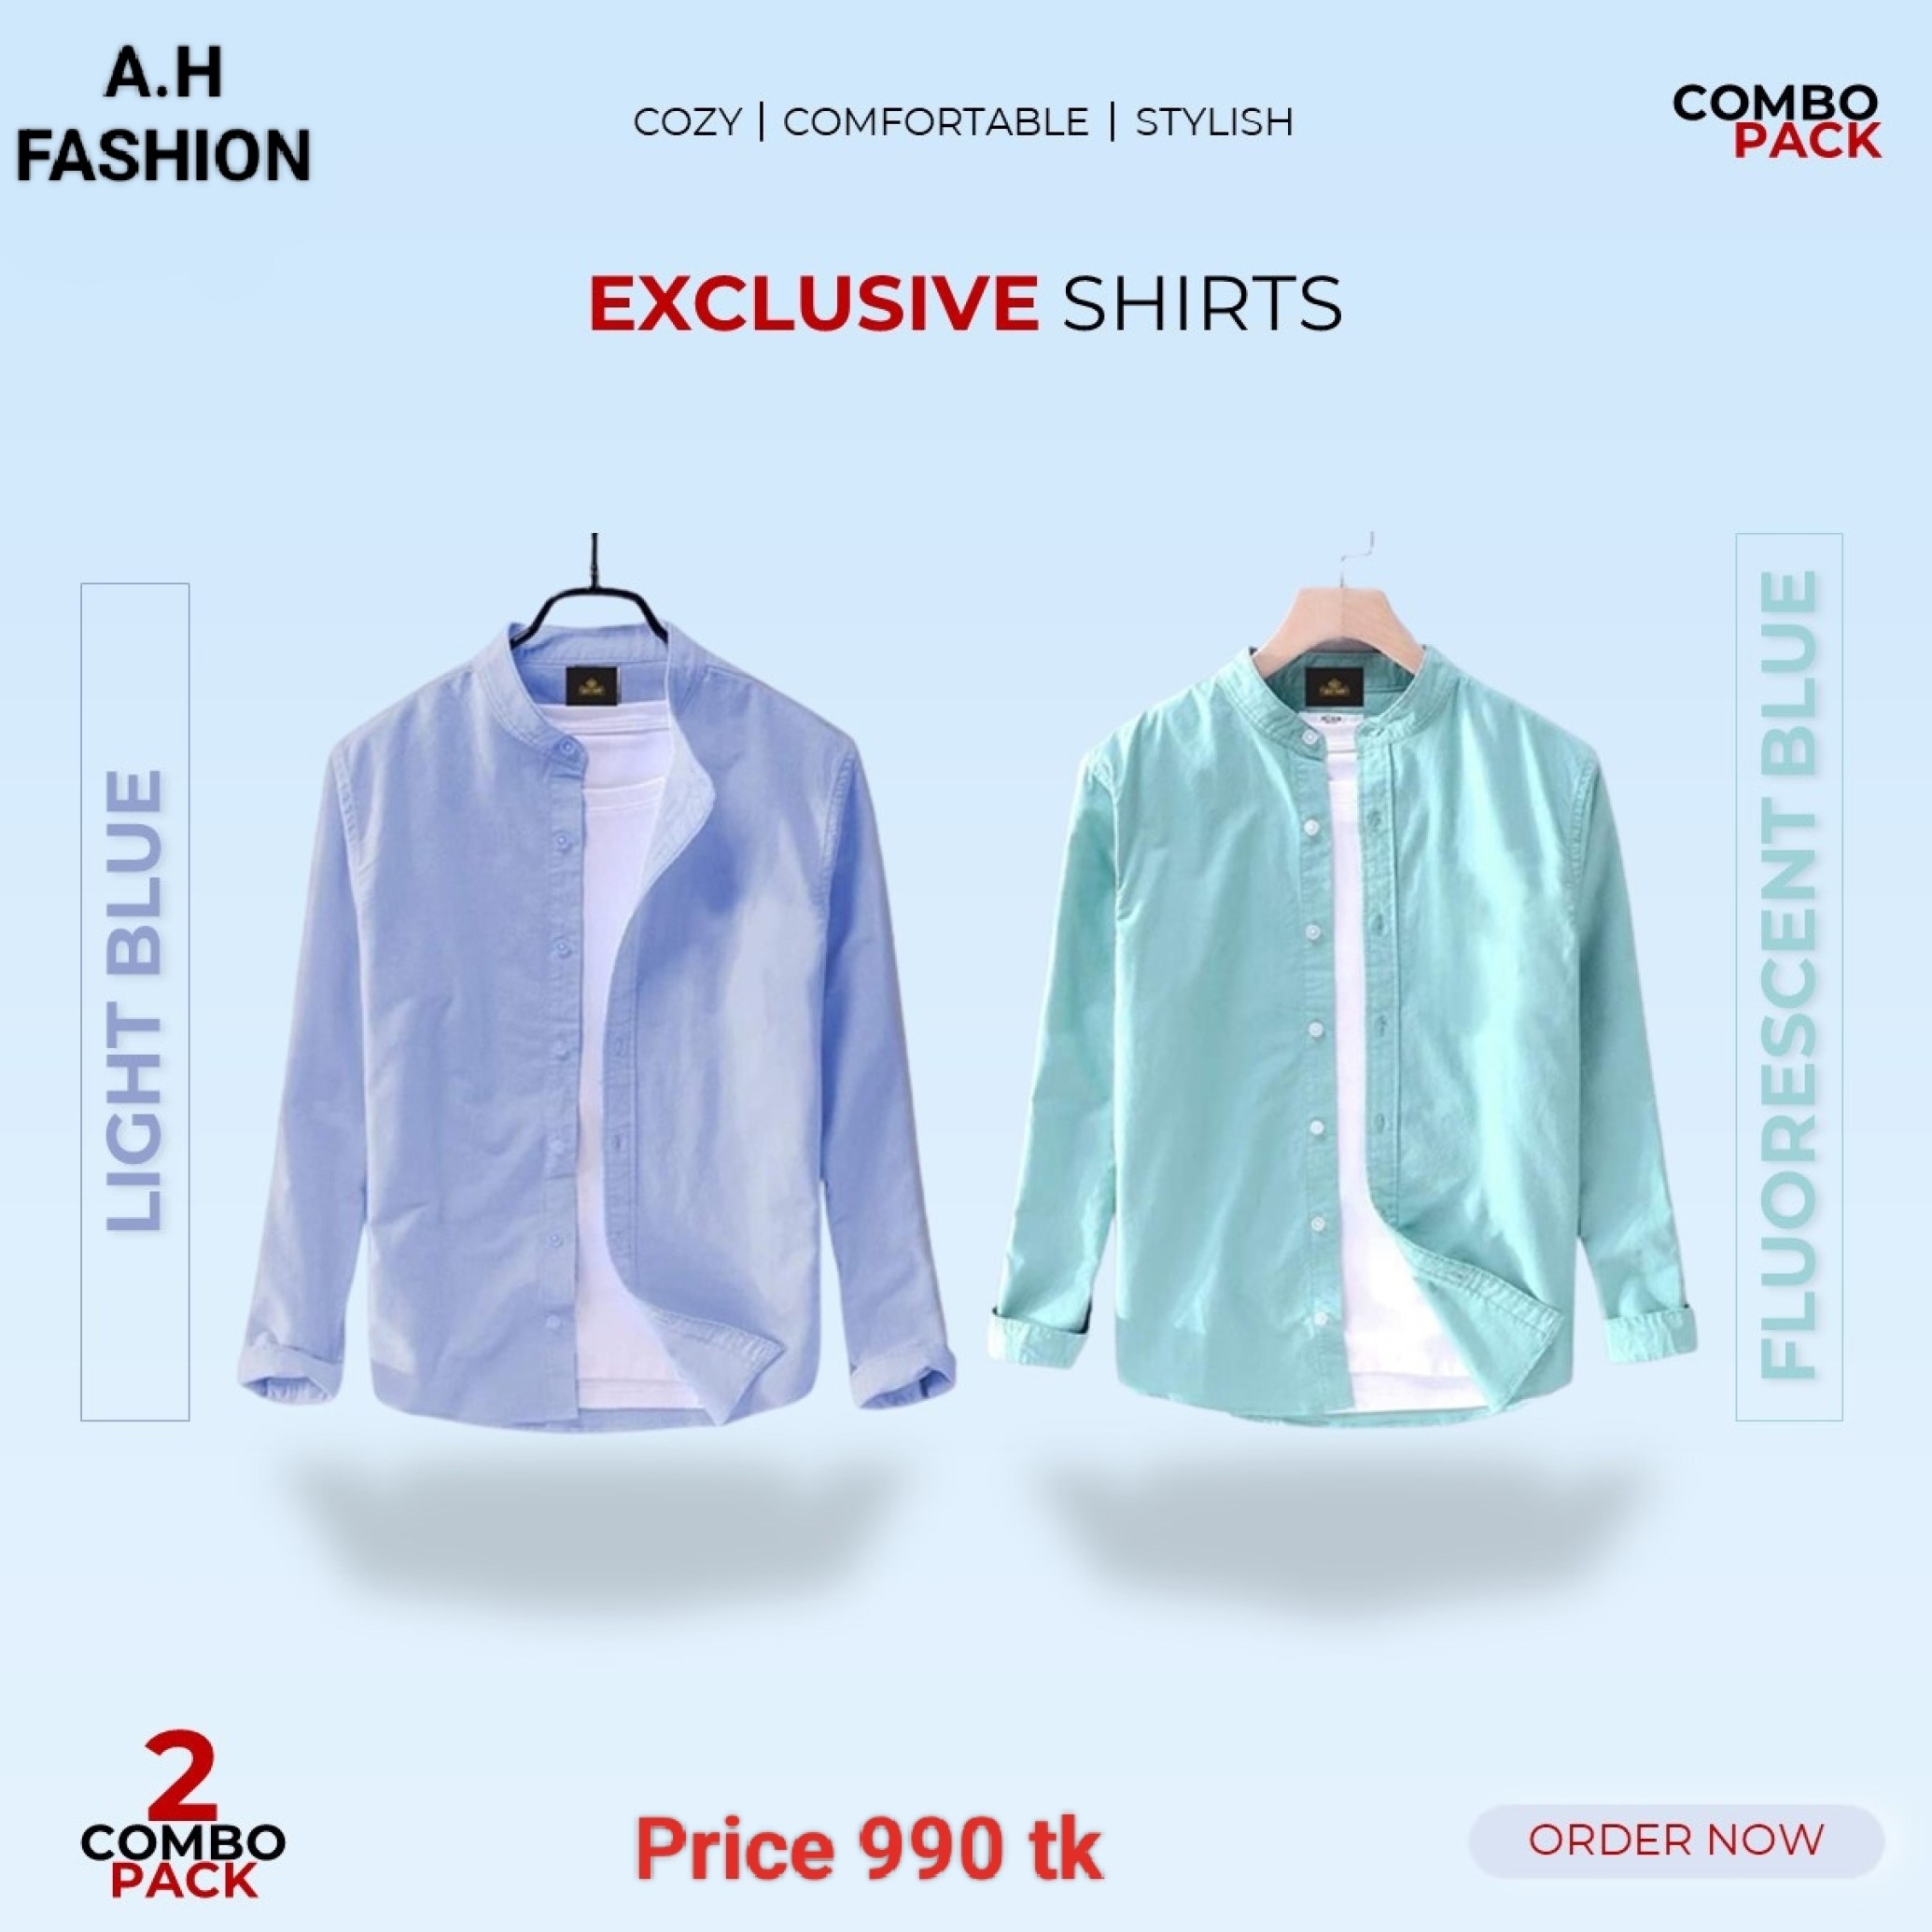 A.H
FASHION
COZY | COMFORTABLE | STYLISH
COMBO
PACK
EXCLUSIVE SHIRTS
LIGHT BLUE
FLUORESCENT BLUE
2
COMBO
PACK
Price 990 tk
ORDER NOW